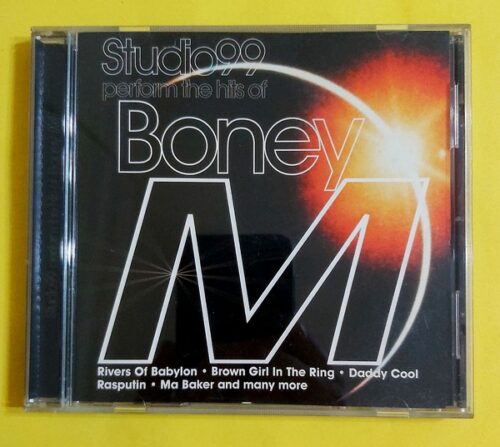 Studio99
perform the hits of
Boney
M
Rivers Of Babylon • Brown Girl In The Ring • Daddy Cool
Rasputin • Ma Baker and many more